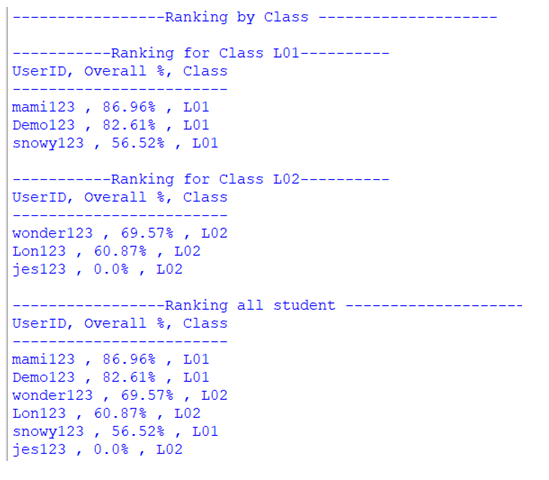 -----------------Ranking by Class --------------------
-----------Ranking for Class L01----------
UserID, Overall %, Class
------------------------
mami123 , 86.96% , L01
Demo123 , 82.61% , L01
snowy123 , 56.52% , L01
-----------Ranking for Class L02----------
UserID, Overall %, Class
------------------------
wonder123 , 69.57% , L02
Lon123 , 60.87% , L02
jes123 , 0.0% , L02
-----------------Ranking all student --------------------
UserID, Overall %, Class
------------------------
mami123 , 86.96% , L01
Demo123 , 82.61% , L01
wonder123 , 69.57% , L02
Lon123 , 60.87% , L02
snowy123 , 56.52% , L01
jes123 , 0.0% , L02